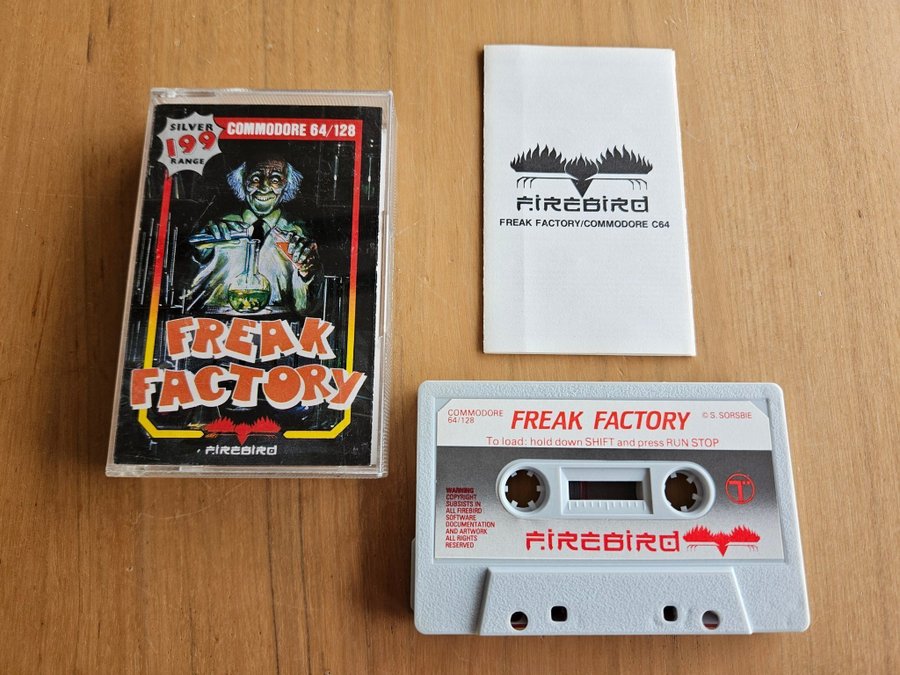 SILVER
199
RANGE
COMMODORE 64/128
FREAK
FACTORY
FIREBIRD
FIREBIRD
FREAK FACTORY/COMMODORE C64
COMMODORE
64/128
FREAK FACTORY
© S. SORSBIE
To load: hold down SHIFT and press RUN STOP
WARNING
COPYRIGHT
SUBSISTS IN
ALL FIREBIRD
SOFTWARE
DOCUMENTATION
AND ARTWORK
ALL RIGHTS
RESERVED
FIREBIRD